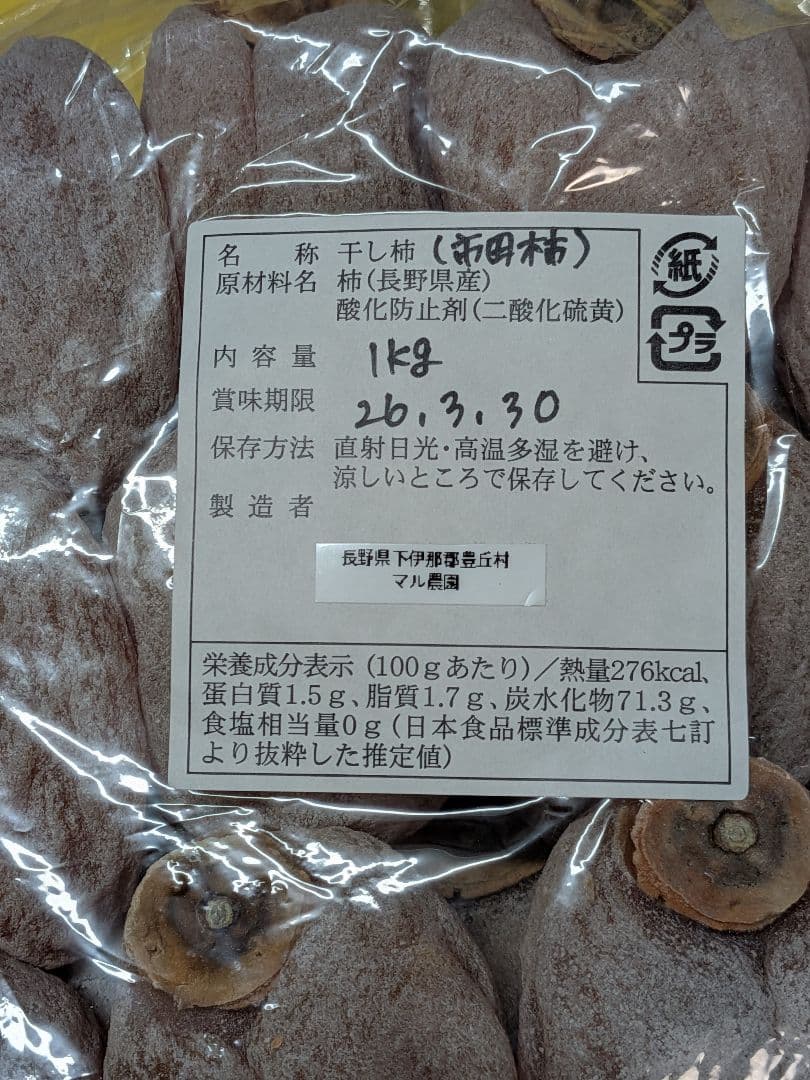 名称 干し柿(市田柿)
原材料名 柿(長野県産)
酸化防止剤(二酸化硫黄)
紙
プラ
内容量 1kg
賞味期限 26.3.30
保存方法 直射日光・高温多湿を避け、
涼しいところで保存してください。
製造者
長野県下伊那郡豊丘村
マル農園
栄養成分表示(100gあたり)／熱量276kcal、
蛋白質1.5g、脂質1.7g、炭水化物71.3g、
食塩相当量0g(日本食品標準成分表七訂
より抜粋した推定値)